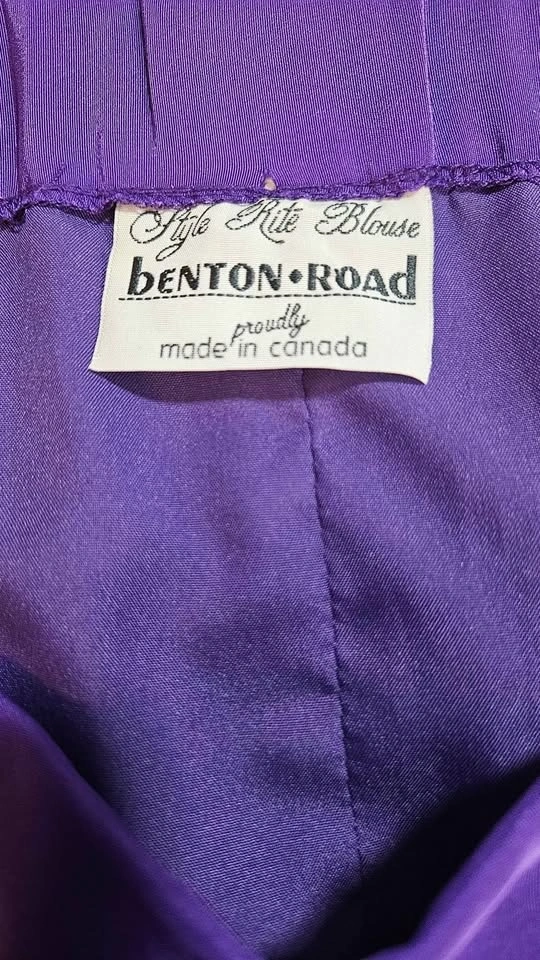 Style Rite Blouse
bENTON•ROAd
proudly
made in canada